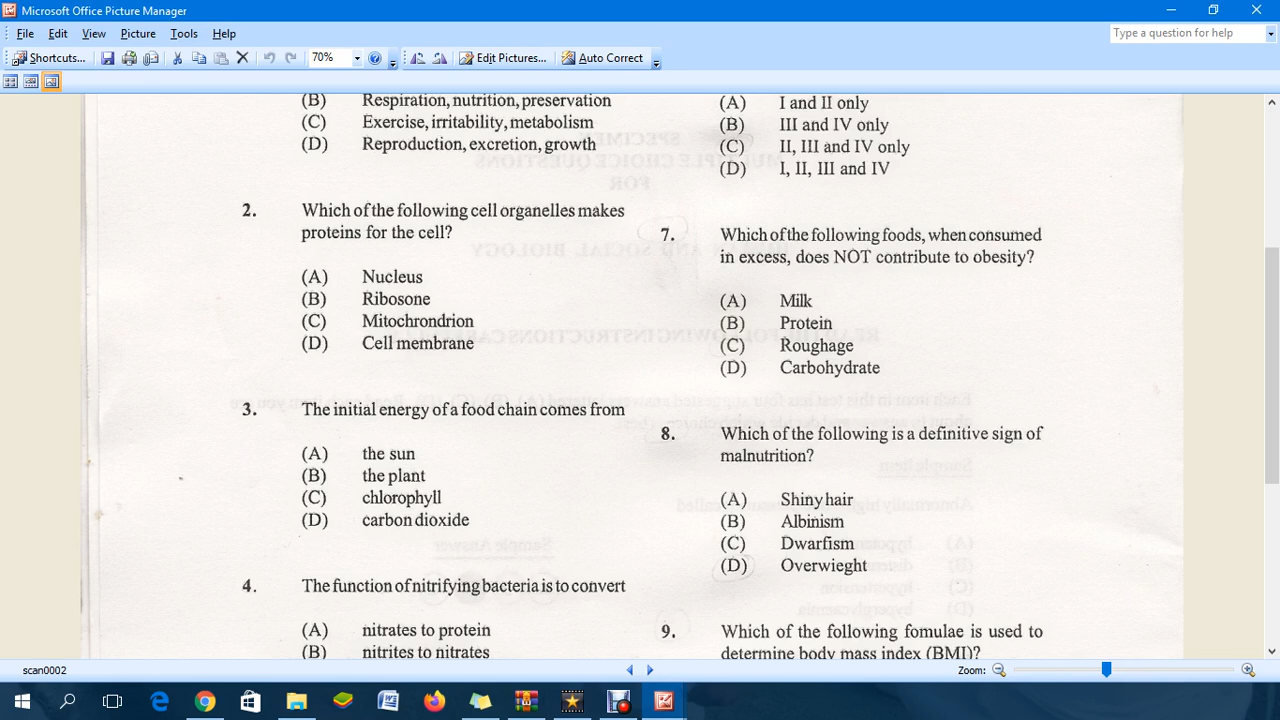 Microsoft Office Picture Manager
File Edit View Picture Tools Help
Type a question for help
Shortcuts... 70% Edit Pictures... Auto Correct
(B) Respiration, nutrition, preservation
(C) Exercise, irritability, metabolism
(D) Reproduction, excretion, growth
2. Which of the following cell organelles makes
proteins for the cell?
(A) Nucleus
(B) Ribosone
(C) Mitochrondrion
(D) Cell membrane
3. The initial energy of a food chain comes from
(A) the sun
(B) the plant
(C) chlorophyll
(D) carbon dioxide
4. The function of nitrifying bacteria is to convert
(A) nitrates to protein
(B) nitrites to nitrates
(A) I and II only
(B) III and IV only
(C) II, III and IV only
(D) I, II, III and IV
7. Which of the following foods, when consumed
in excess, does NOT contribute to obesity?
(A) Milk
(B) Protein
(C) Roughage
(D) Carbohydrate
8. Which of the following is a definitive sign of
malnutrition?
(A) Shiny hair
(B) Albinism
(C) Dwarfism
(D) Overwieght
9. Which of the following fomulae is used to
determine body mass index (BMI)?
scan0002
Zoom: